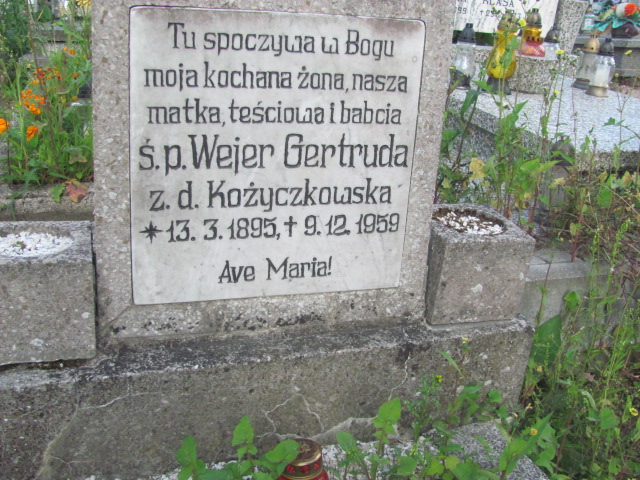 Tu spoczywa w Bogu
moja kochana żona, nasza
matka, teściowa i babcia
ś.p. Wejer Gertruda
z. d. Kożyczkowska
* 13. 3. 1895, † 9. 12. 1959
Ave Maria!